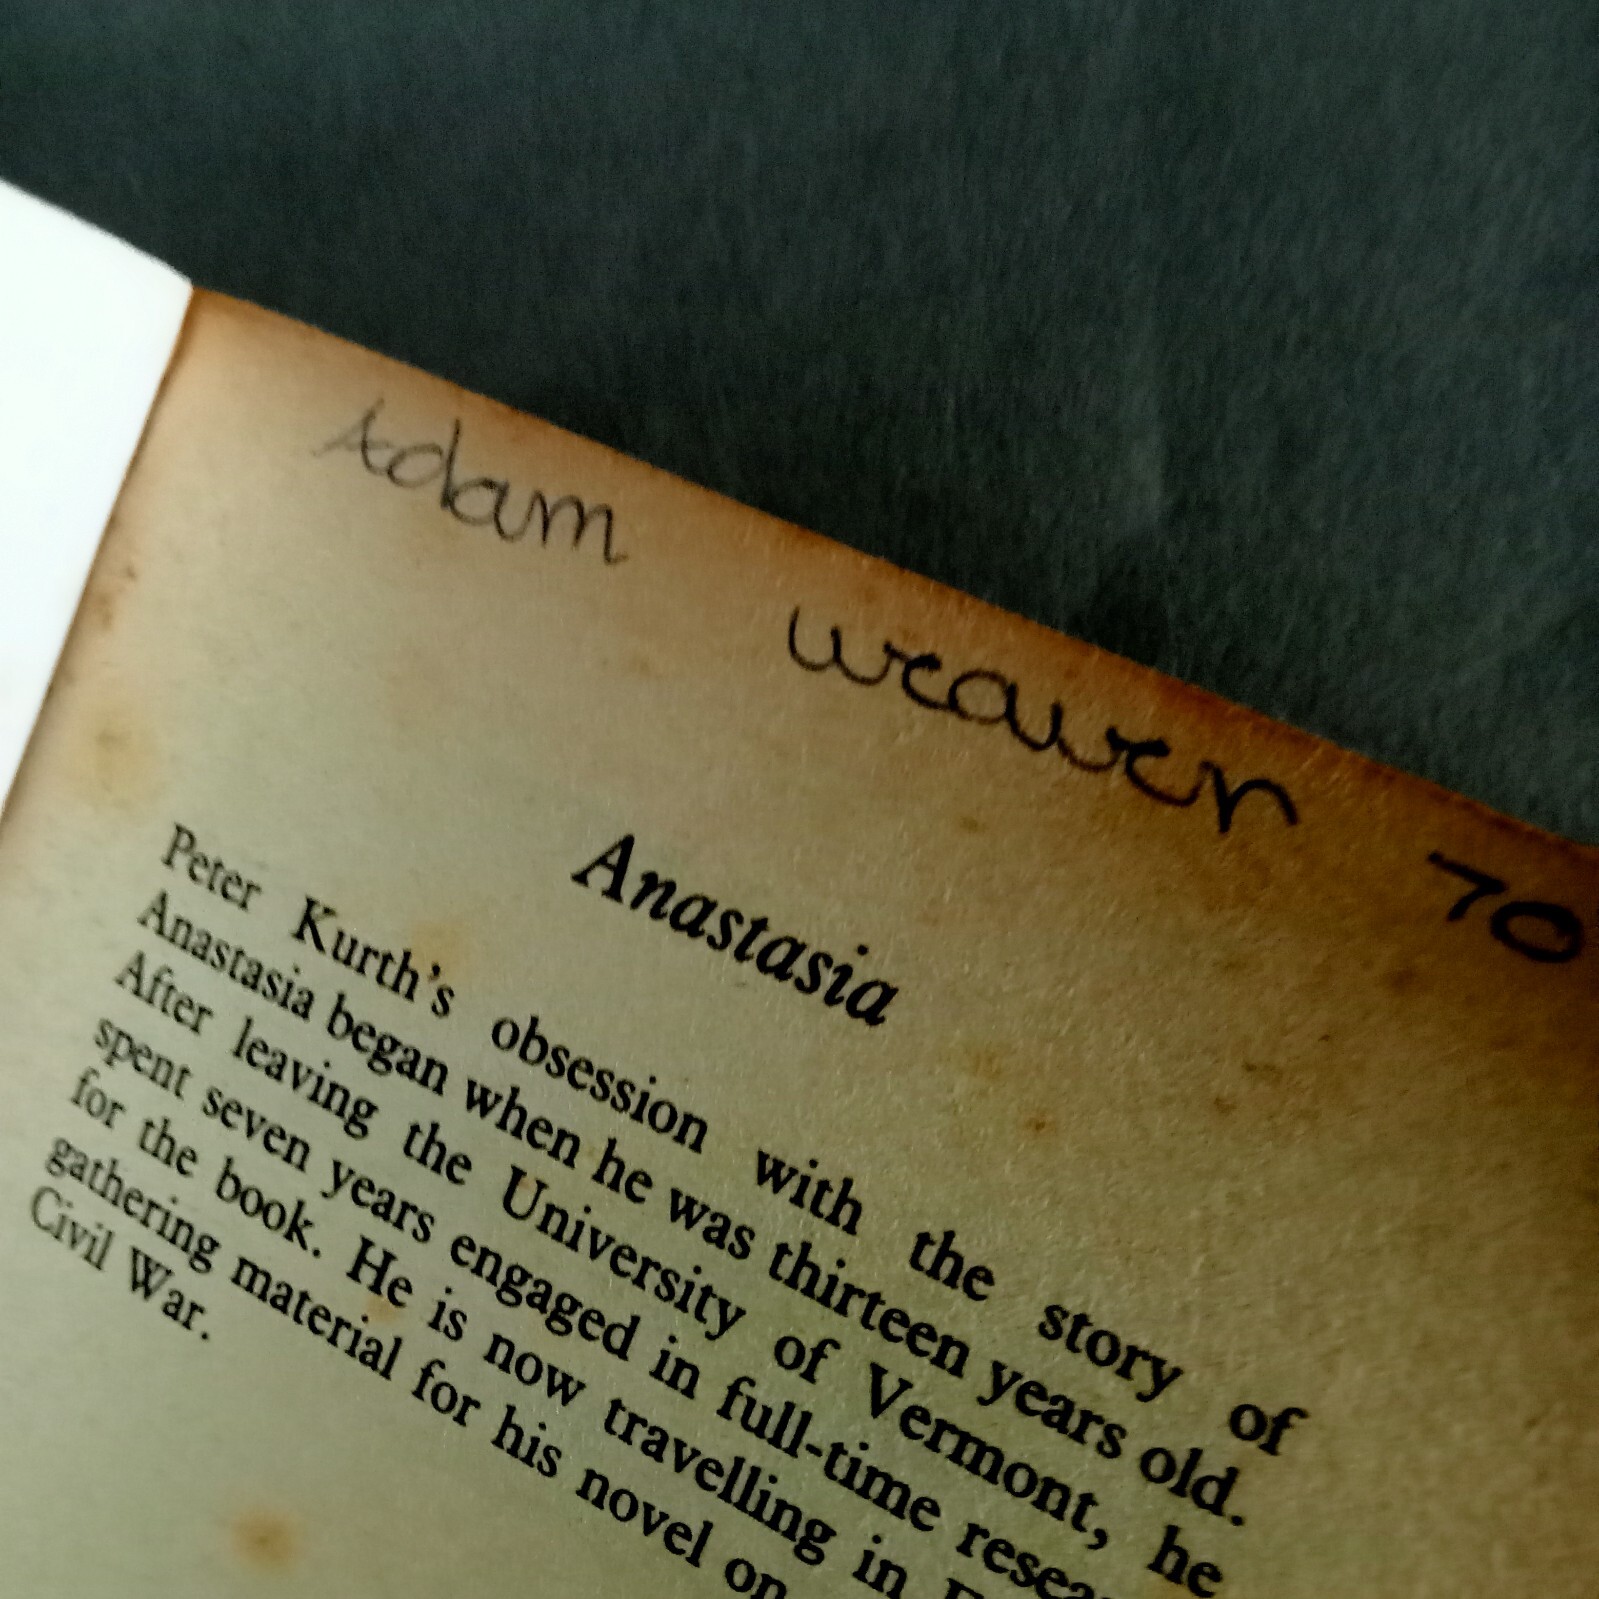 Adam weaver 70
Anastasia
Peter Kurth's obsession with the story of
Anastasia began when he was thirteen years old.
After leaving the University of Vermont, he
spent seven years engaged in full-time
for the book. He is now travelling in
gathering material for his novel on
Civil War.